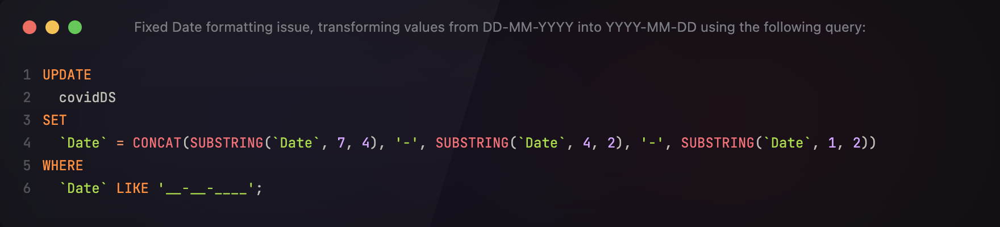 Fixed Date formatting issue, transforming values from DD-MM-YYYY into YYYY-MM-DD using the following query:
1 UPDATE
2   covidDS
3 SET
4   `Date` = CONCAT(SUBSTRING(`Date`, 7, 4), '-', SUBSTRING(`Date`, 4, 2), '-', SUBSTRING(`Date`, 1, 2))
5 WHERE
6   `Date` LIKE '__-__-____';